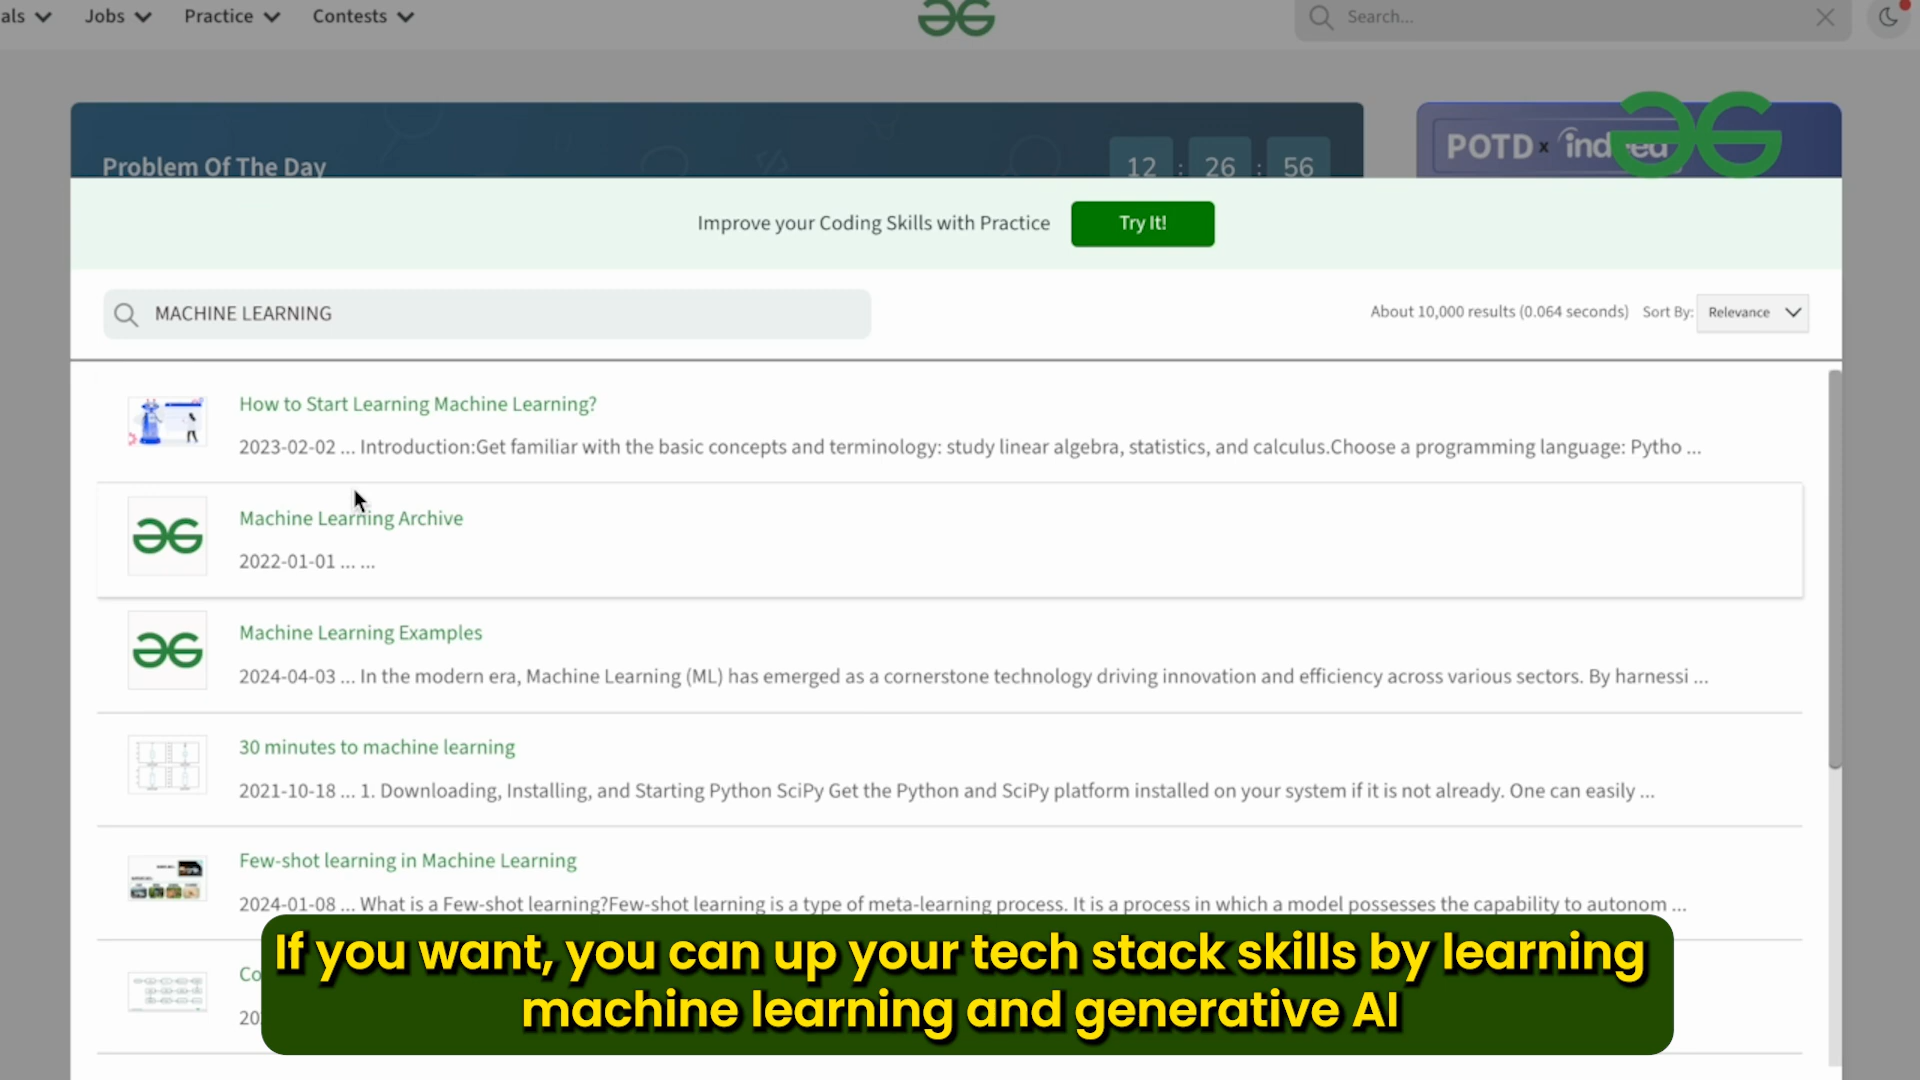 als
Jobs
Practice
Contests
Search...
Problem Of The Day
12 : 26 : 56
POTD x indeed
Improve your Coding Skills with Practice
Try It!
MACHINE LEARNING
About 10,000 results (0.064 seconds)
Sort By:
Relevance
How to Start Learning Machine Learning?
2023-02-02 ... Introduction:Get familiar with the basic concepts and terminology: study linear algebra, statistics, and calculus.Choose a programming language: Pytho ...
Machine Learning Archive
2022-01-01 ... ...
Machine Learning Examples
2024-04-03 ... In the modern era, Machine Learning (ML) has emerged as a cornerstone technology driving innovation and efficiency across various sectors. By harnessi ...
30 minutes to machine learning
2021-10-18 ... 1. Downloading, Installing, and Starting Python SciPy Get the Python and SciPy platform installed on your system if it is not already. One can easily ...
Few-shot learning in Machine Learning
2024-01-08 ... What is a Few-shot learning?Few-shot learning is a type of meta-learning process. It is a process in which a model possesses the capability to autonom ...
Co
20
If you want, you can up your tech stack skills by learning
machine learning and generative AI